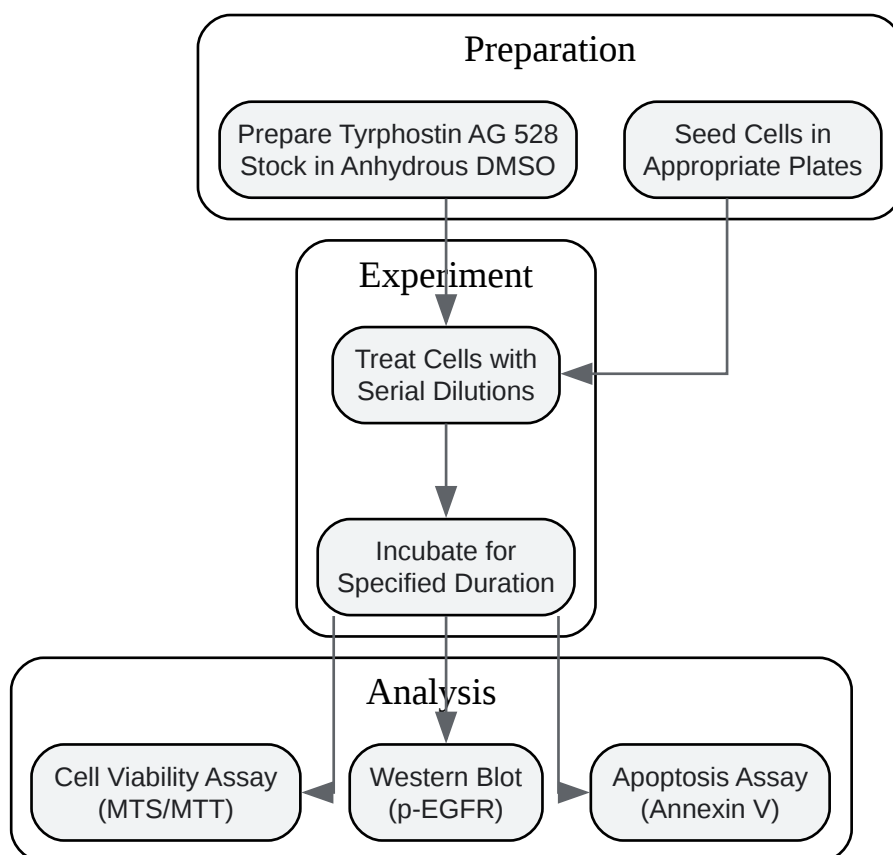 Preparation
Prepare Tyrphostin AG 528
Stock in Anhydrous DMSO
Seed Cells in
Appropriate Plates
Experiment
Treat Cells with
Serial Dilutions
Incubate for
Specified Duration
Analysis
Cell Viability Assay
(MTS/MTT)
Western Blot
(p-EGFR)
Apoptosis Assay
(Annexin V)